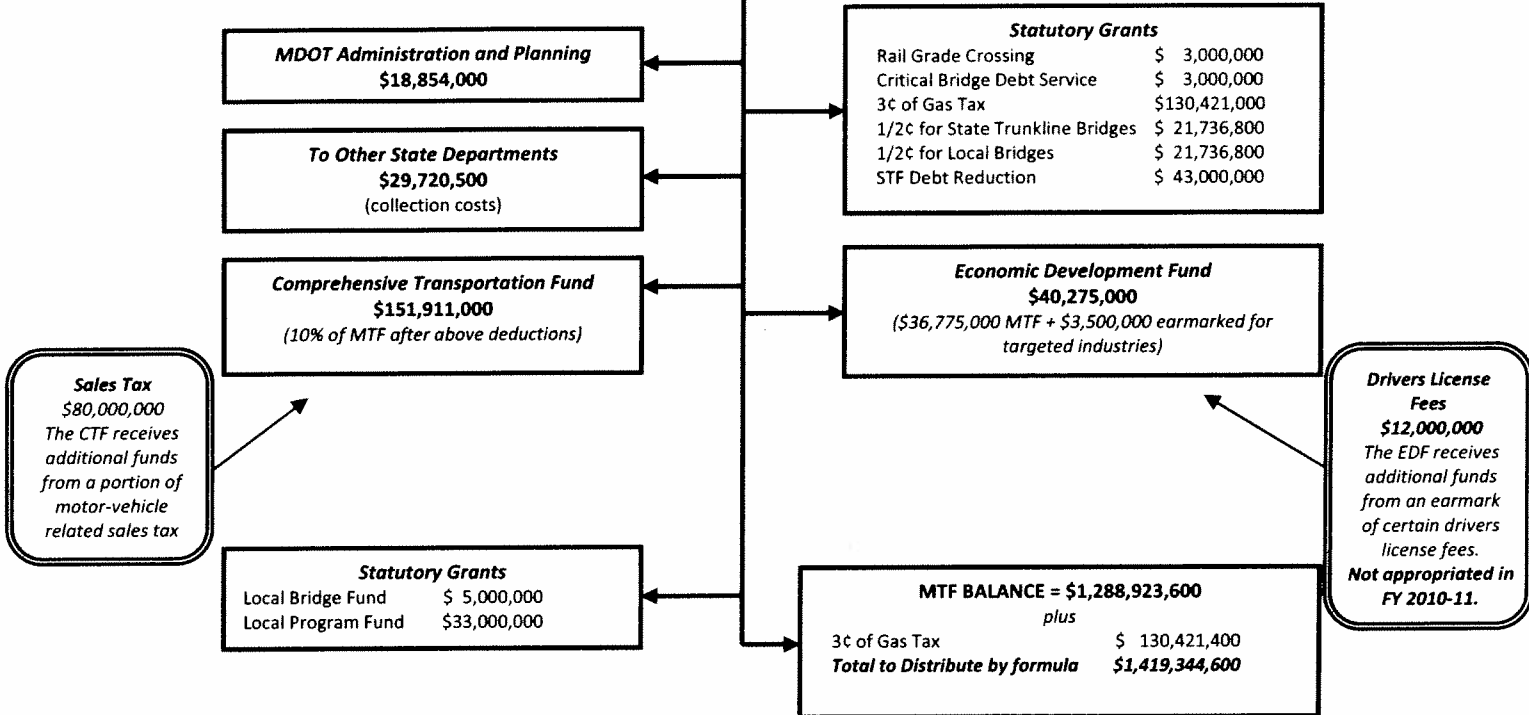 MDOT Administration and Planning
$18,854,000
Statutory Grants
Rail Grade Crossing $ 3,000,000
Critical Bridge Debt Service $ 3,000,000
3¢ of Gas Tax $130,421,000
1/2¢ for State Trunkline Bridges $ 21,736,800
1/2¢ for Local Bridges $ 21,736,800
STF Debt Reduction $ 43,000,000
To Other State Departments
$29,720,500
(collection costs)
Comprehensive Transportation Fund
$151,911,000
(10% of MTF after above deductions)
Economic Development Fund
$40,275,000
($36,775,000 MTF + $3,500,000 earmarked for
targeted industries)
Sales Tax
$80,000,000
The CTF receives
additional funds
from a portion of
motor-vehicle
related sales tax
Drivers License
Fees
$12,000,000
The EDF receives
additional funds
from an earmark
of certain drivers
license fees.
Not appropriated in
FY 2010-11.
Statutory Grants
Local Bridge Fund $ 5,000,000
Local Program Fund $33,000,000
MTF BALANCE = $1,288,923,600
plus
3¢ of Gas Tax $ 130,421,400
Total to Distribute by formula $1,419,344,600